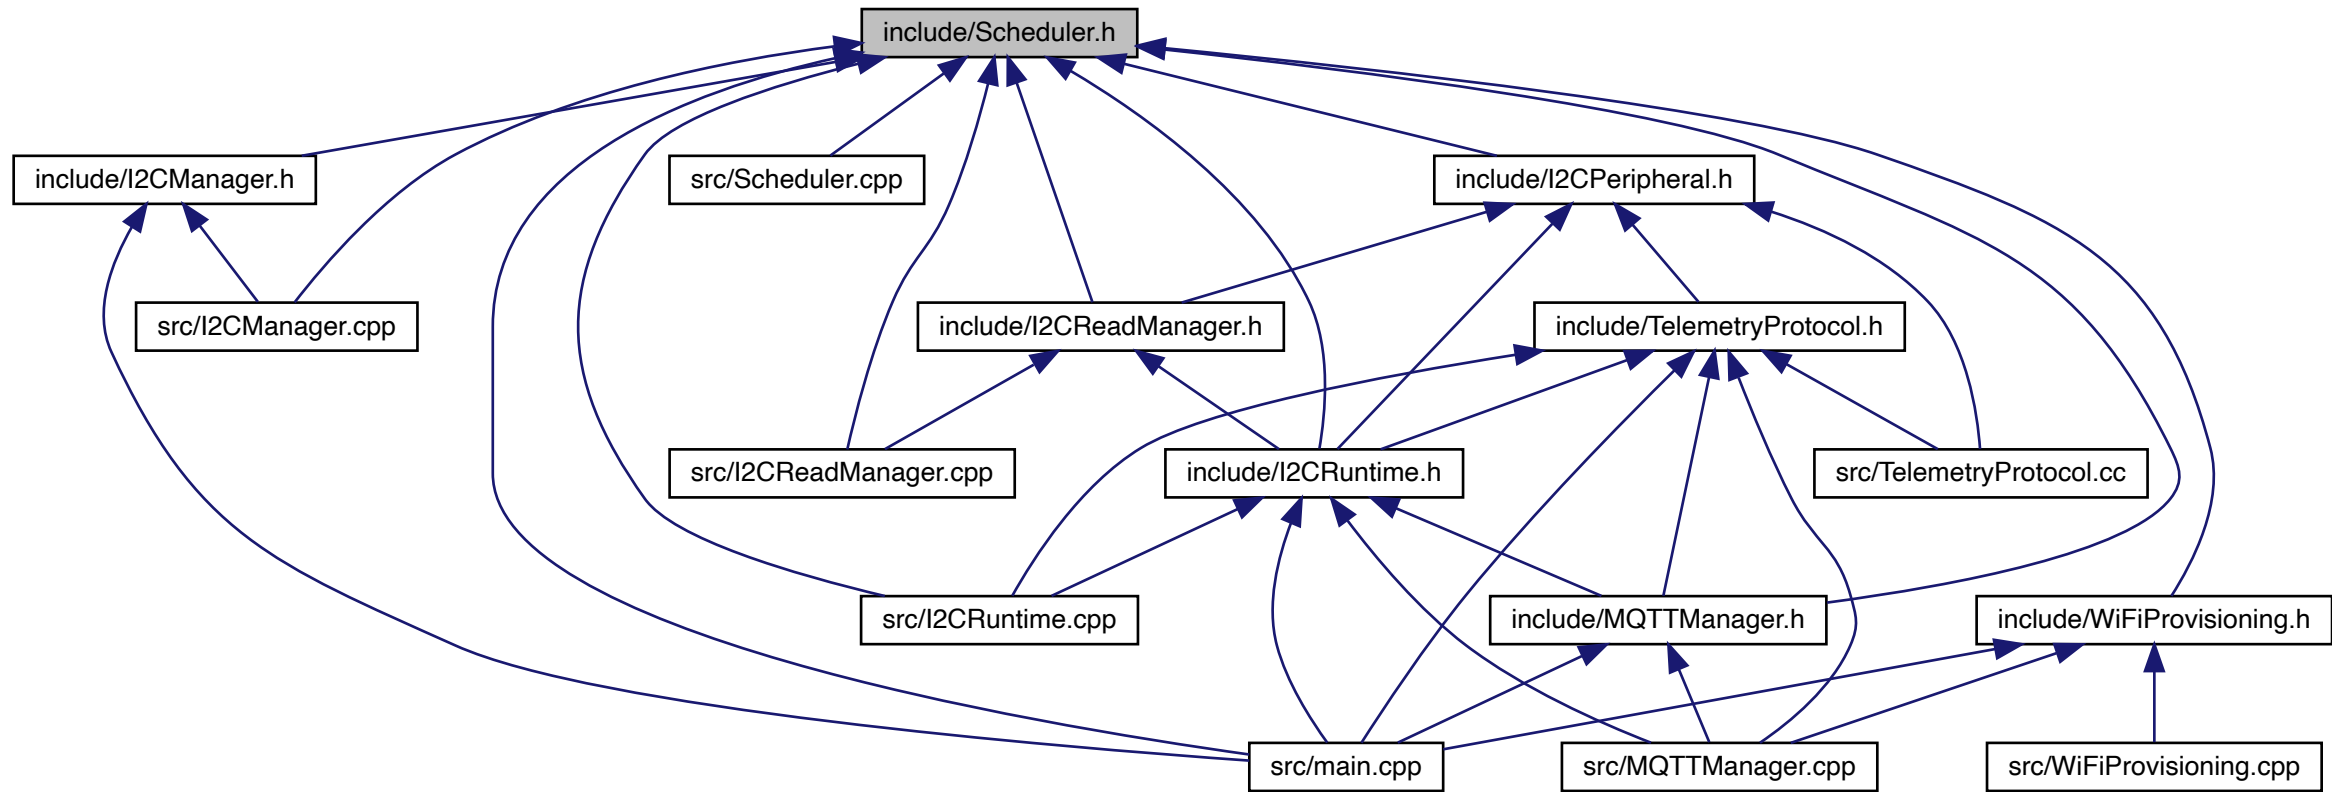 include/Scheduler.h
include/I2CManager.h
src/Scheduler.cpp
include/I2CPeripheral.h
src/I2CManager.cpp
include/I2CReadManager.h
include/TelemetryProtocol.h
src/I2CReadManager.cpp
include/I2CRuntime.h
src/TelemetryProtocol.cc
src/I2CRuntime.cpp
include/MQTTManager.h
include/WiFiProvisioning.h
src/main.cpp
src/MQTTManager.cpp
src/WiFiProvisioning.cpp